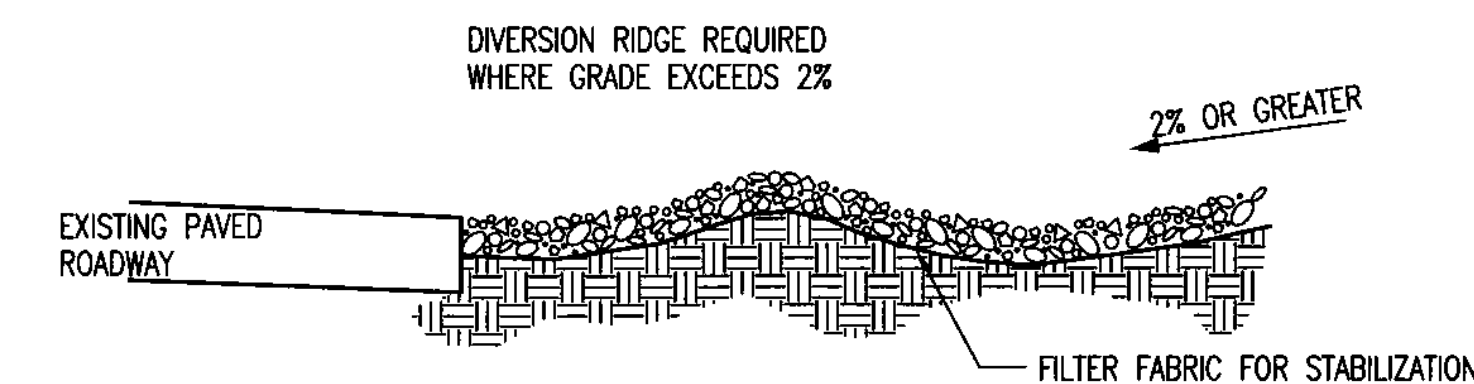 DIVERSION RIDGE REQUIRED
WHERE GRADE EXCEEDS 2%
2% OR GREATER
EXISTING PAVED
ROADWAY
FILTER FABRIC FOR STABILIZATION